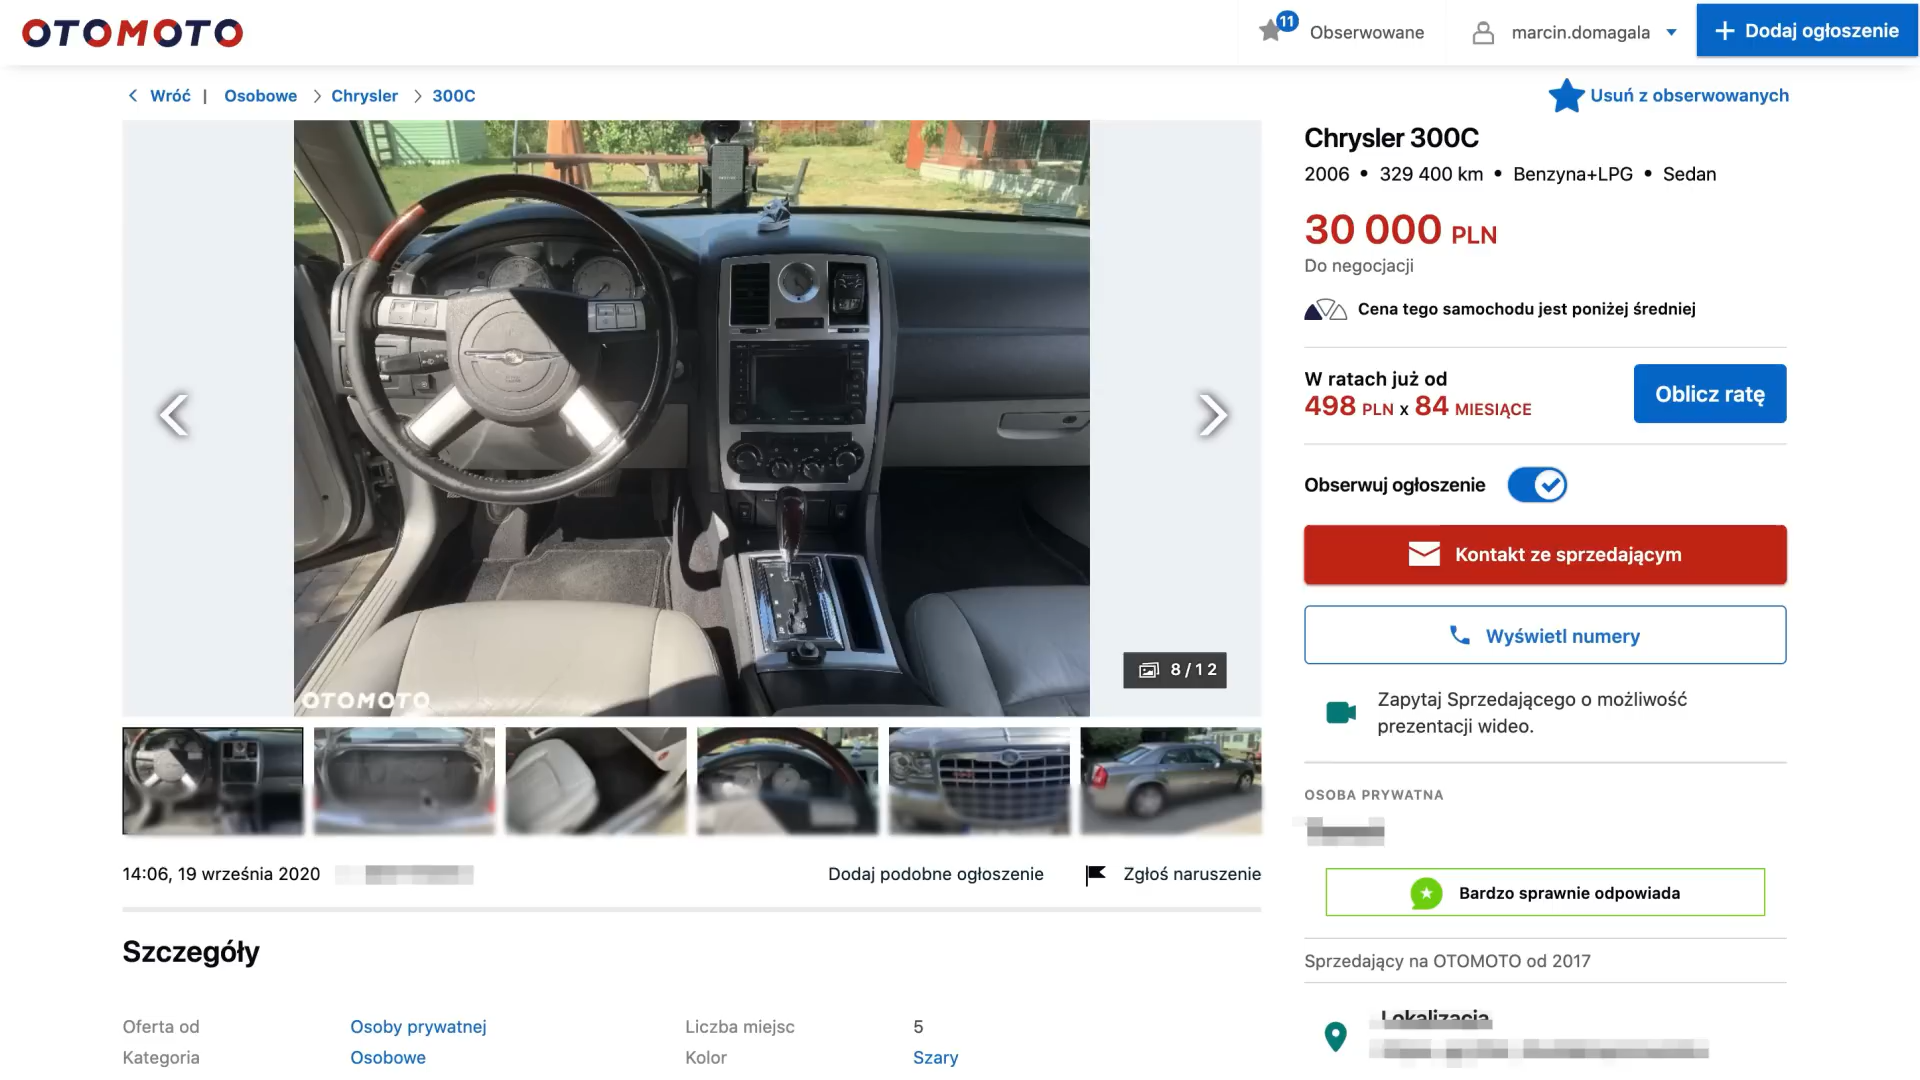 OTOMOTO
11
Obserwowane
marcin.domagala
+ Dodaj ogłoszenie
Wróć | Osobowe > Chrysler > 300C
Usuń z obserwowanych
Chrysler 300C
2006 • 329 400 km • Benzyna+LPG • Sedan
30 000 PLN
Do negocjacji
Cena tego samochodu jest poniżej średniej
W ratach już od
498 PLN x 84 MIESIĄCE
Oblicz ratę
Obserwuj ogłoszenie
Kontakt ze sprzedającym
Wyświetl numery
Zapytaj Sprzedającego o możliwość
prezentacji wideo.
OSOBA PRYWATNA
Bardzo sprawnie odpowiada
Sprzedający na OTOMOTO od 2017
Lokalizacja
OTOMOTO
8/12
14:06, 19 września 2020
Dodaj podobne ogłoszenie
Zgłoś naruszenie
Szczegóły
Oferta od Osoby prywatnej Liczba miejsc 5
Kategoria Osobowe Kolor Szary